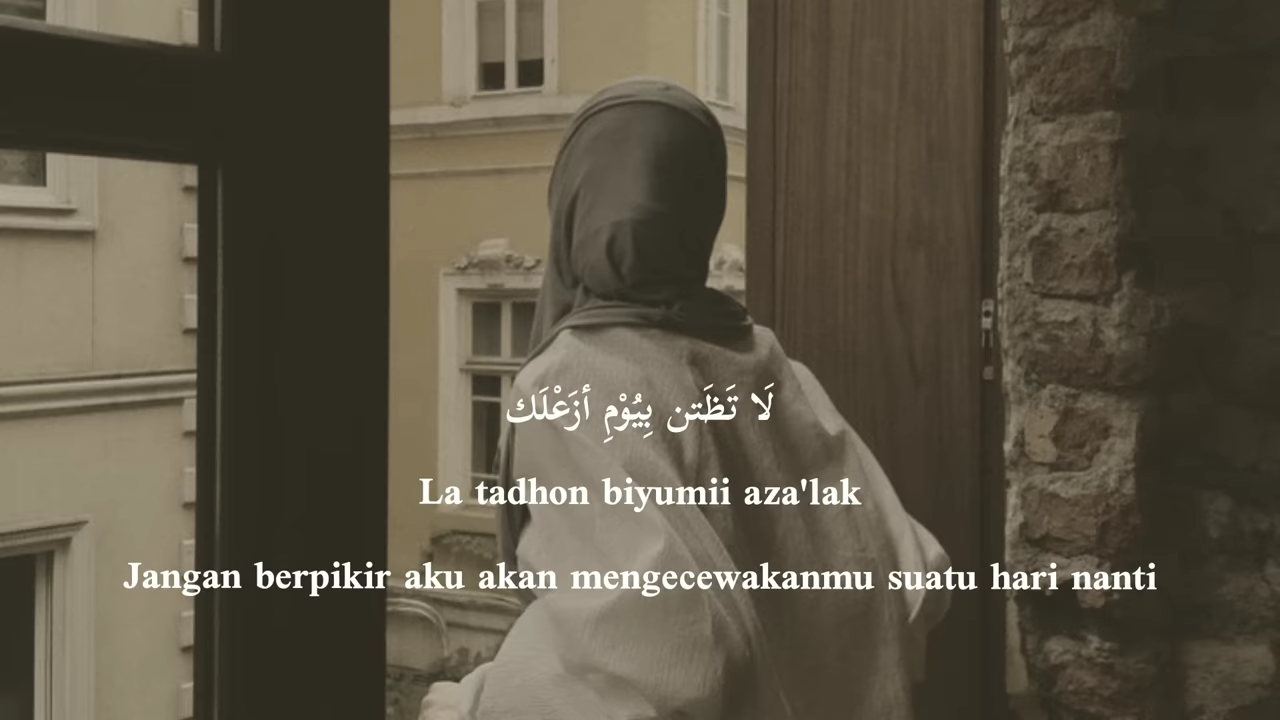 لَا تَظَتن بِيُوْمِ أزَعْلَك
La tadhon biyumii aza'lak
Jangan berpikir aku akan mengecewakanmu suatu hari nanti